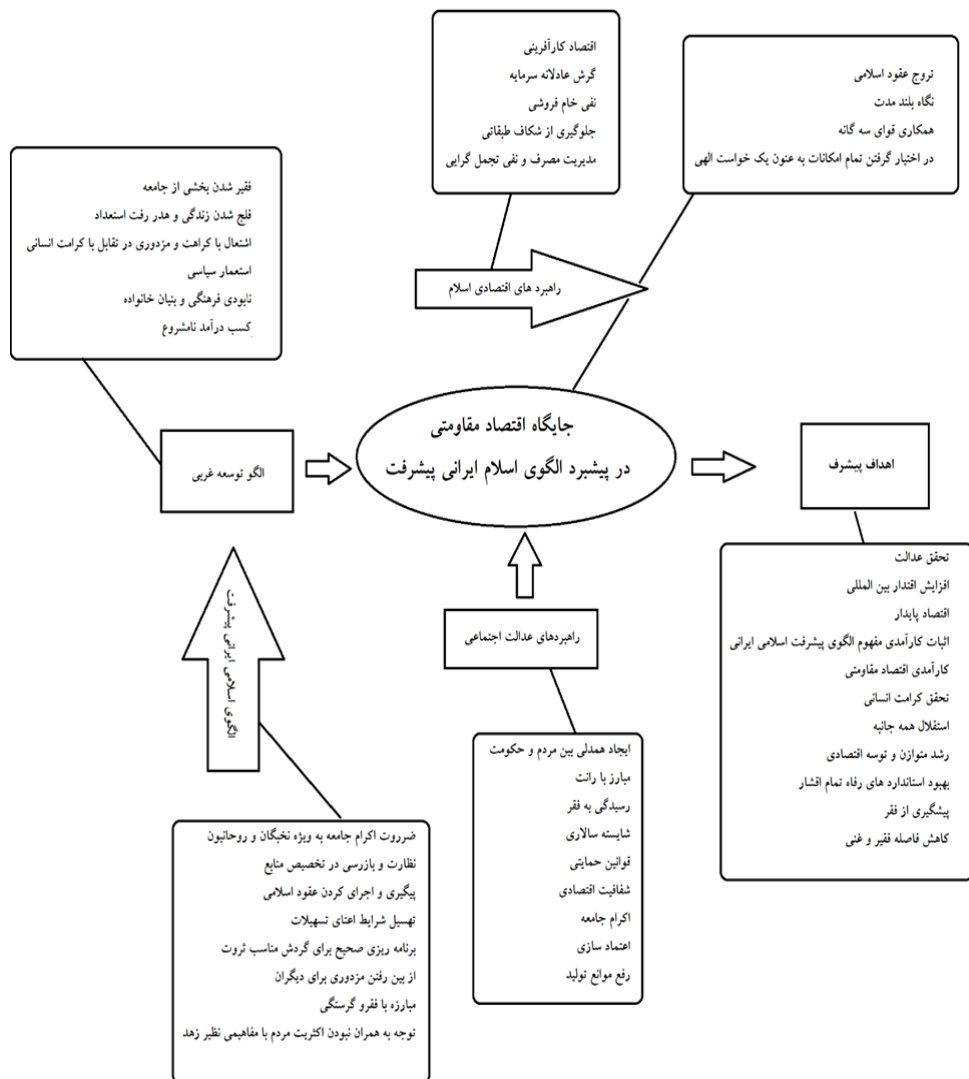 اقتصاد کارآفرینی
گرش عادلانه سرمایه
نفی خام فروشی
جلوگیری از شکاف طبقاتی
مدیریت مصرف و نفی تجمل گرایی
تروج عقود اسلامی
نگاه بلند مدت
همکاری قوای سه گانه
در اختیار گرفتن تمام امکانات به عنون یک خواست الهی
فقیر شدن بخشی از جامعه
فلج شدن زندگی و هدر رفت استعداد
اشتعال با کراهت و مزدوری در تقابل با کرامت انسانی
استعمار سیاسی
نابودی فرهنگی و بنیان خانواده
کسب درآمد نامشروع
راهبرد های اقتصادی اسلام
جایگاه اقتصاد مقاومتی
در پیشبرد الگوی اسلام ایرانی پیشرفت
الگو توسعه غربی
اهداف پیشرف
الگوی اسلامی ایرانی پیشرفت
راهبردهای عدالت اجتماعی
تحقق عدالت
افزایش اقتدار بین المللی
اقتصاد پایدار
اثبات کارآمدی مفهوم الگوی پیشرفت اسلامی ایرانی
کارآمدی اقتصاد مقاومتی
تحقق کرامت انسانی
استقلال همه جانبه
رشد متوازن و توسه اقتصادی
بهبود استاندارد های رفاه تمام اقشار
پیشگیری از فقر
کاهش فاصله فقیر و غنی
ایجاد همدلی بین مردم و حکومت
مبارز با رانت
رسیدگی به فقر
شایسته سالاری
قوانین حمایتی
شفافیت اقتصادی
اکرام جامعه
اعتماد سازی
رفع موانع تولید
ضرروت اکرام جامعه به ویژه نخبگان و روحانیون
نظارت و بازرسی در تخصیص منابع
پیگیری و اجرای کردن عقود اسلامی
تهسیل شرایط اعتای تسهیلات
برنامه ریزی صحیح برای گردش مناسب ثروت
از بین رفتن مزدوری برای دیگران
مبارزه با فقرو گرستگی
توجه به همران نبودن اکثریت مردم با مفاهیمی نظیر زهد